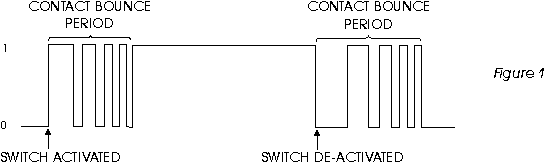 CONTACT BOUNCE
PERIOD
CONTACT BOUNCE
PERIOD
1
Figure 1
0
SWITCH ACTIVATED
SWITCH DE-ACTIVATED